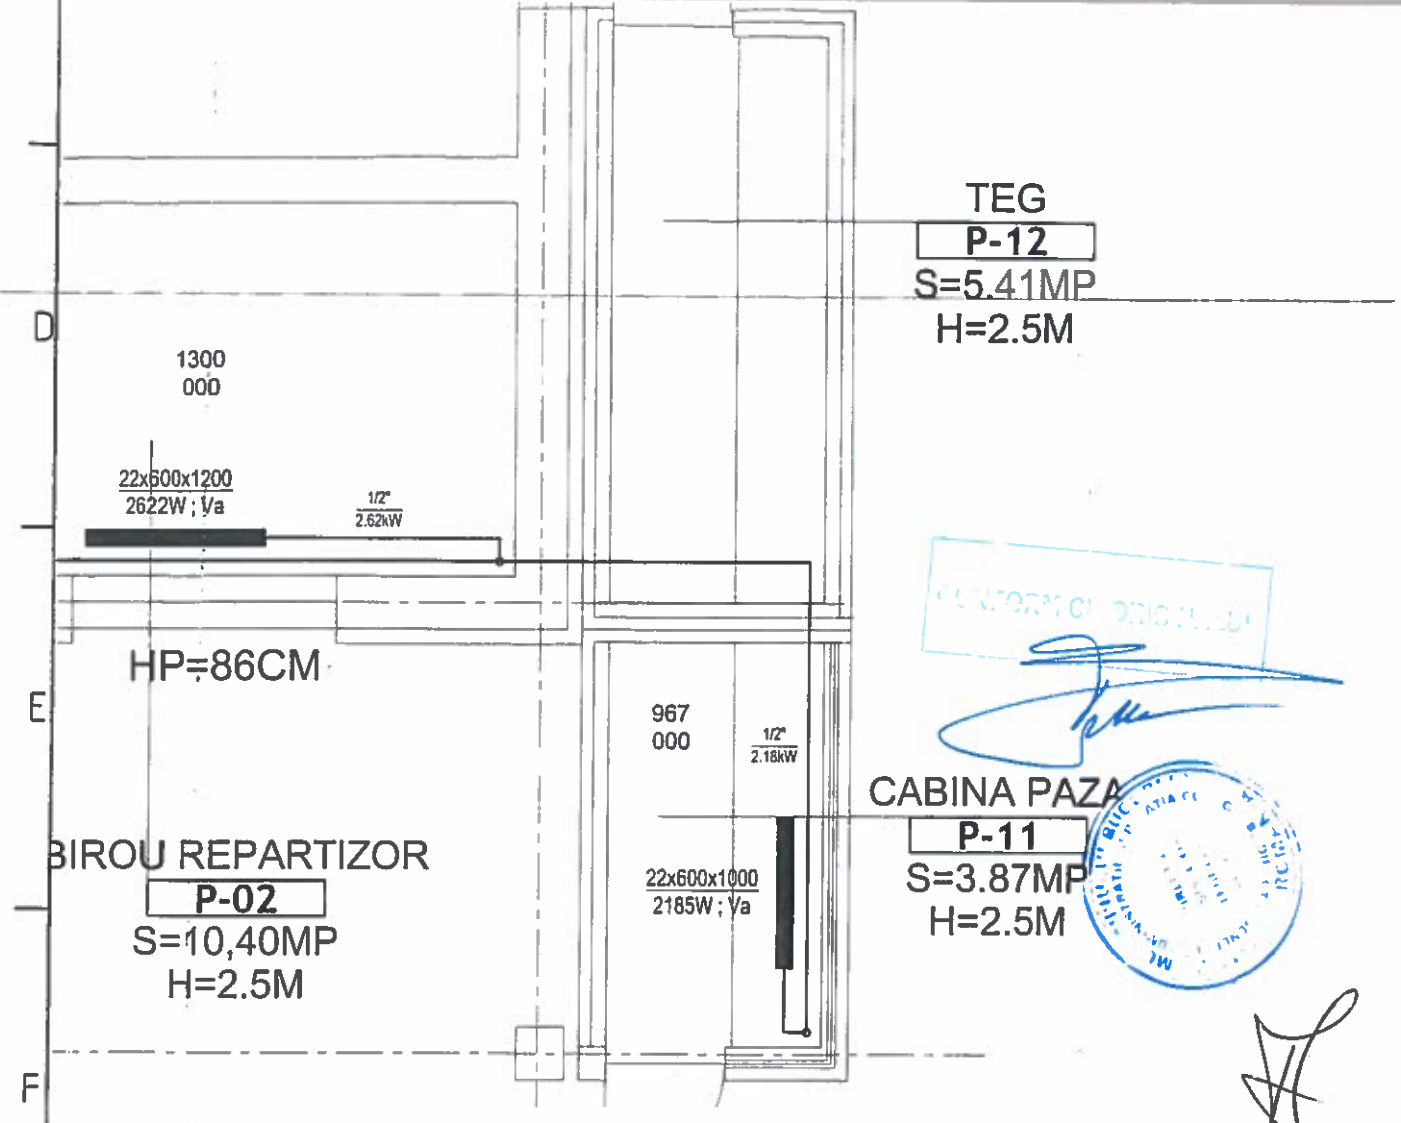 TEG
P-12
S=5.41MP
H=2.5M
D
1300
000
22x600x1200
2622W ; Va
1/2"
2.62kW
HP=86CM
E
967
000
1/2"
2.18kW
CABINA PAZA
P-11
S=3.87MP
H=2.5M
22x600x1000
2185W ; Va
BIROU REPARTIZOR
P-02
S=10,40MP
H=2.5M
F